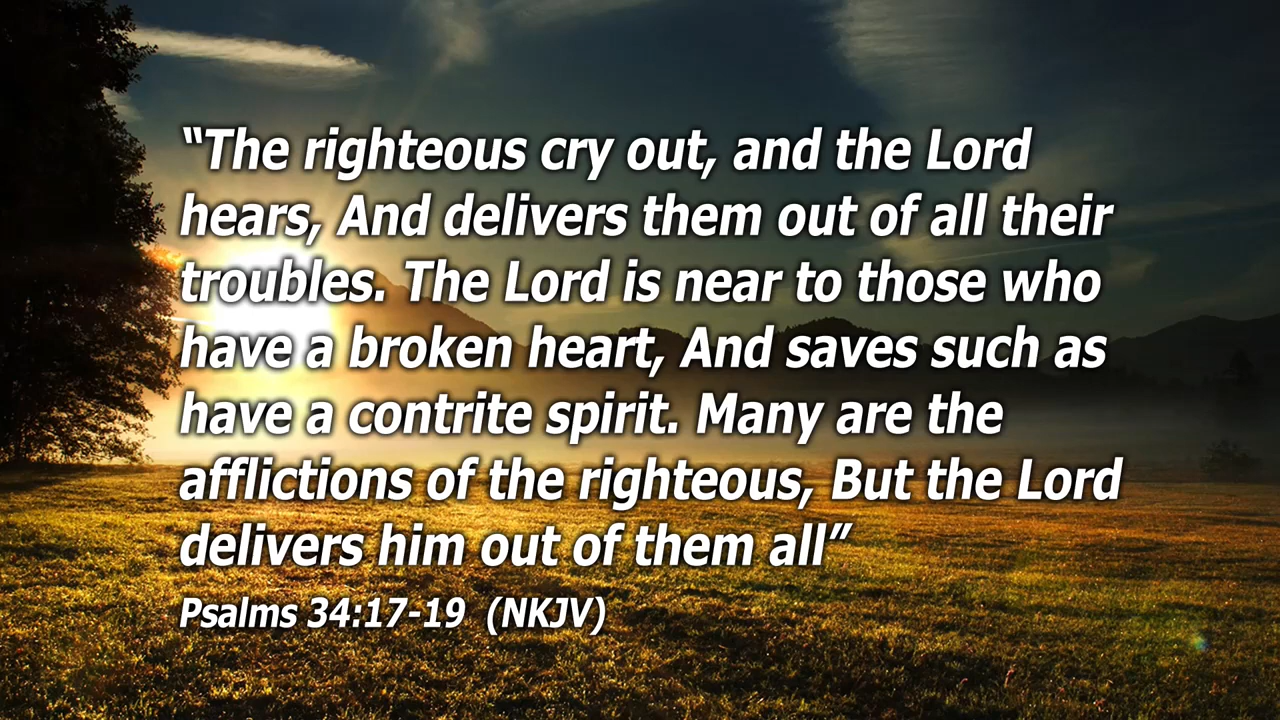 “The righteous cry out, and the Lord
hears, And delivers them out of all their
troubles. The Lord is near to those who
have a broken heart, And saves such as
have a contrite spirit. Many are the
afflictions of the righteous, But the Lord
delivers him out of them all”
Psalms 34:17-19  (NKJV)